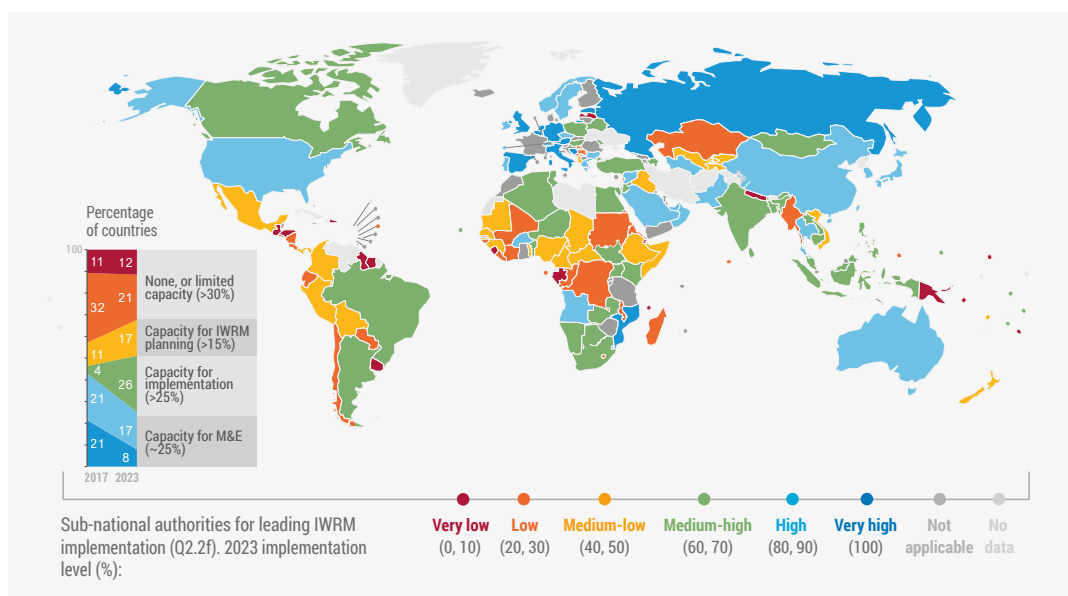 Percentage
of countries
100
11 12
None, or limited
capacity (>30%)
21
32
Capacity for IWRM
planning (>15%)
17
11
4
Capacity for
implementation
(>25%)
26
21
17
Capacity for M&E
(~25%)
21
8
2017 2023
Sub-national authorities for leading IWRM
implementation (Q2.2f). 2023 implementation
level (%):
Very low
(0, 10)
Low
(20, 30)
Medium-low
(40, 50)
Medium-high
(60, 70)
High
(80, 90)
Very high
(100)
Not
applicable
No
data